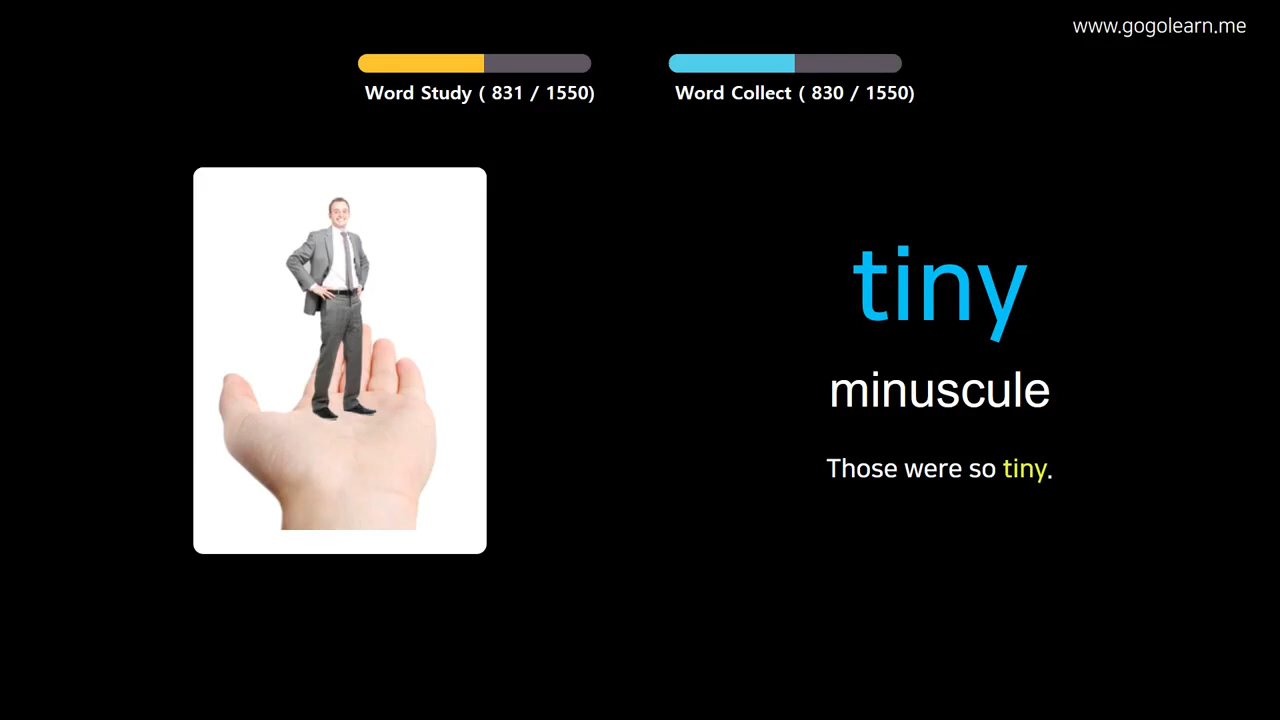 www.gogolearn.me
Word Study ( 831 / 1550)
Word Collect ( 830 / 1550)
tiny
minuscule
Those were so tiny.